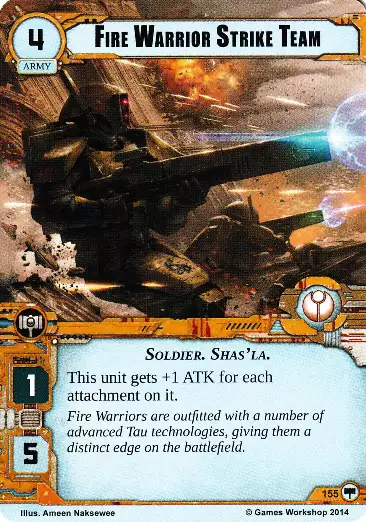 4
FIRE WARRIOR STRIKE TEAM
ARMY
SOLDIER. SHAS'LA.
1
This unit gets +1 ATK for each
attachment on it.
Fire Warriors are outfitted with a number of
advanced Tau technologies, giving them a
distinct edge on the battlefield.
5
155
Illus. Ameen Naksewee
© Games Workshop 2014